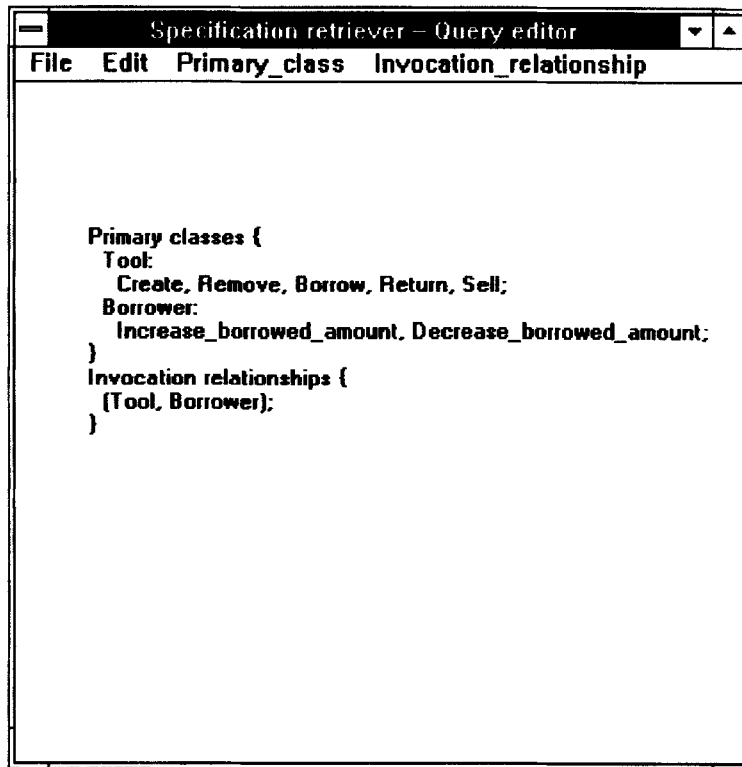 Specification retriever – Query editor
File Edit Primary_class Invocation_relationship
Primary classes {
Tool:
Create, Remove, Borrow, Return, Sell;
Borrower:
Increase_borrowed_amount, Decrease_borrowed_amount;
}
Invocation relationships {
(Tool, Borrower);
}